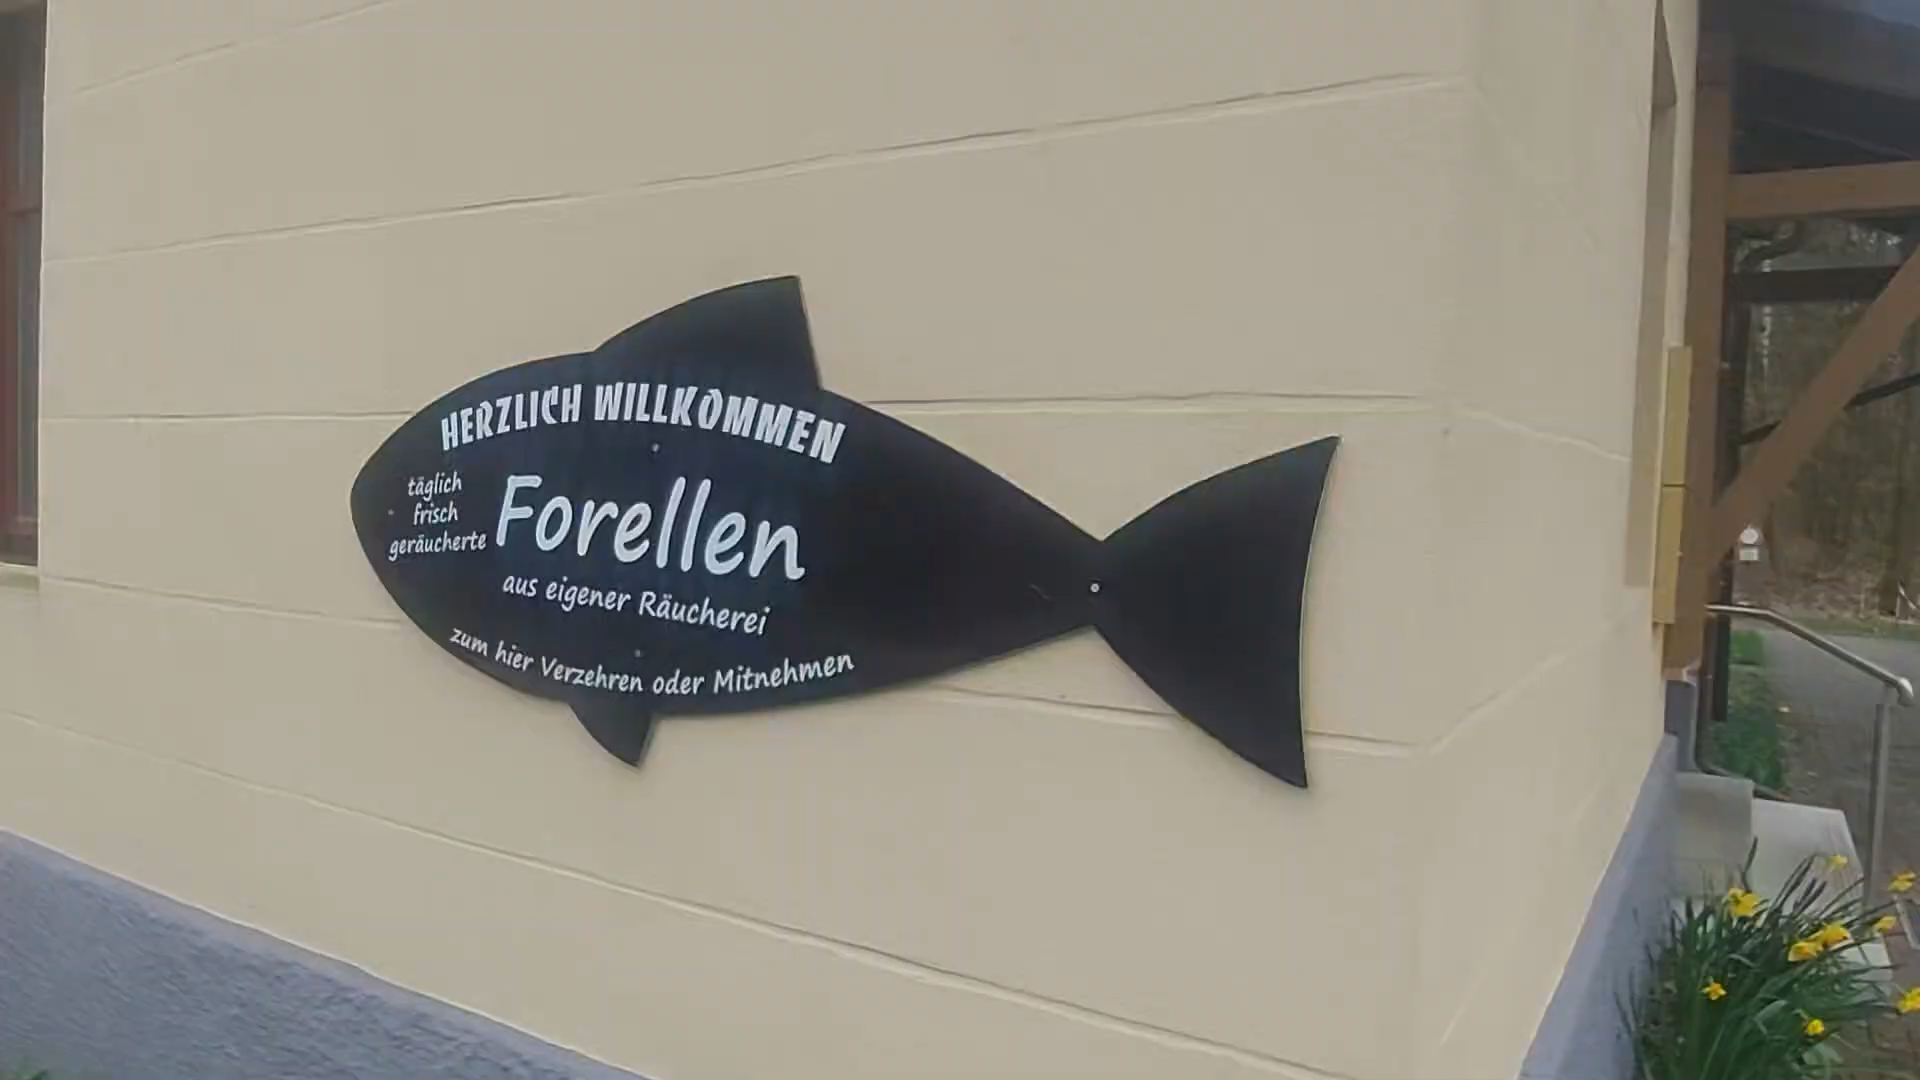 HERZLICH WILLKOMMEN
täglich
frisch
geräucherte
Forellen
aus eigener Räucherei
zum hier Verzehren oder Mitnehmen